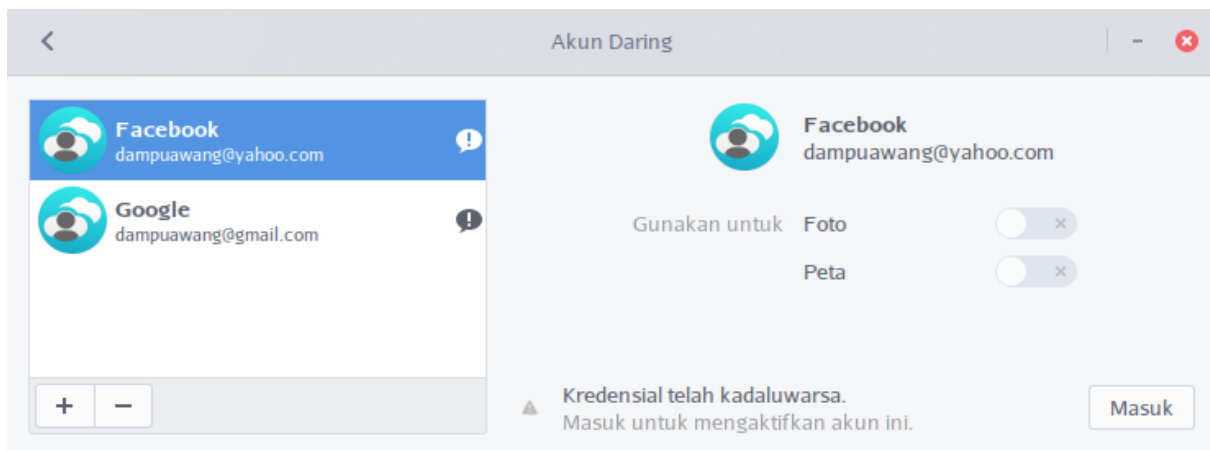 Akun Daring
Facebook
dampuawang@yahoo.com
Google
dampuawang@gmail.com
Facebook
dampuawang@yahoo.com
Gunakan untuk Foto
Peta
Kredensial telah kadaluwarsa.
Masuk untuk mengaktifkan akun ini.
Masuk